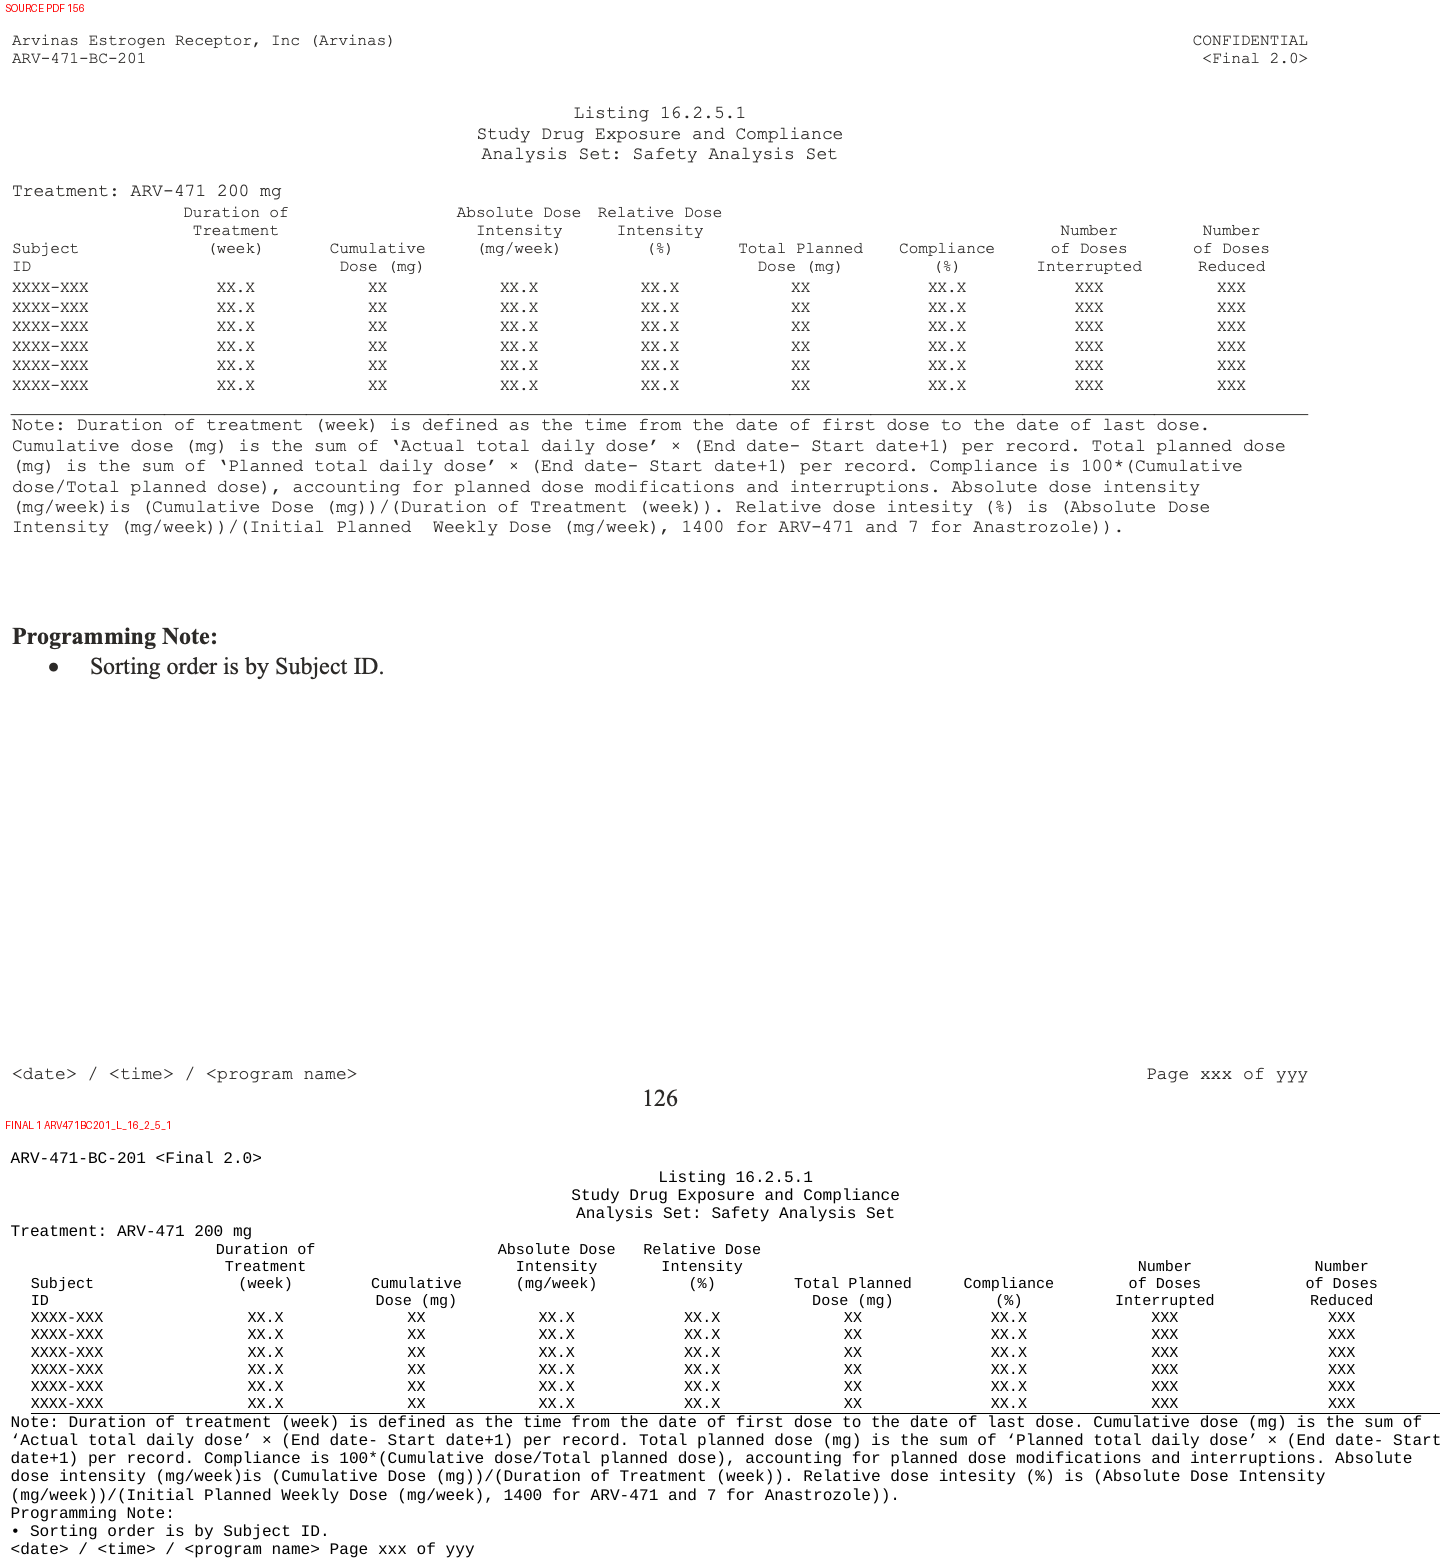 SOURCE PDF 156
Arvinas Estrogen Receptor, Inc (Arvinas) CONFIDENTIAL
ARV-471-BC-201 <Final 2.0>
Listing 16.2.5.1
Study Drug Exposure and Compliance
Analysis Set: Safety Analysis Set
Treatment: ARV-471 200 mg
Duration of Absolute Dose Relative Dose
Treatment Intensity Intensity Number Number
Subject (week) Cumulative (mg/week) (%) Total Planned Compliance of Doses of Doses
ID Dose (mg) Dose (mg) (%) Interrupted Reduced
XXXX-XXX XX.X XX XX.X XX.X XX XX.X XXX XXX
XXXX-XXX XX.X XX XX.X XX.X XX XX.X XXX XXX
XXXX-XXX XX.X XX XX.X XX.X XX XX.X XXX XXX
XXXX-XXX XX.X XX XX.X XX.X XX XX.X XXX XXX
XXXX-XXX XX.X XX XX.X XX.X XX XX.X XXX XXX
XXXX-XXX XX.X XX XX.X XX.X XX XX.X XXX XXX
Note: Duration of treatment (week) is defined as the time from the date of first dose to the date of last dose.
Cumulative dose (mg) is the sum of ‘Actual total daily dose’ × (End date- Start date+1) per record. Total planned dose
(mg) is the sum of ‘Planned total daily dose’ × (End date- Start date+1) per record. Compliance is 100*(Cumulative
dose/Total planned dose), accounting for planned dose modifications and interruptions. Absolute dose intensity
(mg/week)is (Cumulative Dose (mg))/(Duration of Treatment (week)). Relative dose intesity (%) is (Absolute Dose
Intensity (mg/week))/(Initial Planned  Weekly Dose (mg/week), 1400 for ARV-471 and 7 for Anastrozole)).
Programming Note:
• Sorting order is by Subject ID.
<date> / <time> / <program name> Page xxx of yyy
126
FINAL 1 ARV471BC201_L_16_2_5_1
ARV-471-BC-201 <Final 2.0>
Listing 16.2.5.1
Study Drug Exposure and Compliance
Analysis Set: Safety Analysis Set
Treatment: ARV-471 200 mg
Duration of Absolute Dose Relative Dose
Treatment Intensity Intensity Number Number
Subject (week) Cumulative (mg/week) (%) Total Planned Compliance of Doses of Doses
ID Dose (mg) Dose (mg) (%) Interrupted Reduced
XXXX-XXX XX.X XX XX.X XX.X XX XX.X XXX XXX
XXXX-XXX XX.X XX XX.X XX.X XX XX.X XXX XXX
XXXX-XXX XX.X XX XX.X XX.X XX XX.X XXX XXX
XXXX-XXX XX.X XX XX.X XX.X XX XX.X XXX XXX
XXXX-XXX XX.X XX XX.X XX.X XX XX.X XXX XXX
XXXX-XXX XX.X XX XX.X XX.X XX XX.X XXX XXX
Note: Duration of treatment (week) is defined as the time from the date of first dose to the date of last dose. Cumulative dose (mg) is the sum of
‘Actual total daily dose’ × (End date- Start date+1) per record. Total planned dose (mg) is the sum of ‘Planned total daily dose’ × (End date- Start
date+1) per record. Compliance is 100*(Cumulative dose/Total planned dose), accounting for planned dose modifications and interruptions. Absolute
dose intensity (mg/week)is (Cumulative Dose (mg))/(Duration of Treatment (week)). Relative dose intesity (%) is (Absolute Dose Intensity
(mg/week))/(Initial Planned Weekly Dose (mg/week), 1400 for ARV-471 and 7 for Anastrozole)).
Programming Note:
• Sorting order is by Subject ID.
<date> / <time> / <program name> Page xxx of yyy